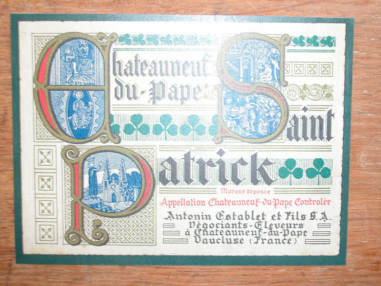 Chateauneuf
du-Pape
Saint
Patrick
Marque déposée
Appellation Chateauneuf-du-Pape Controlée
Antonin Establet et Fils S.A.
Négociants-Eleveurs
à Chateauneuf-du-Pape
Vaucluse (France)